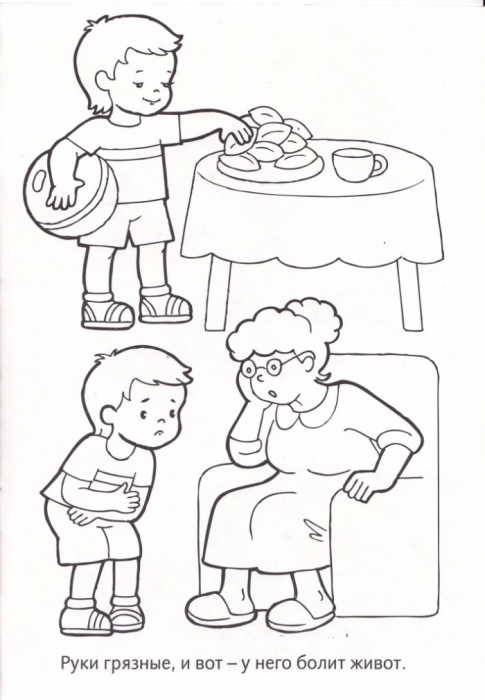 Руки грязные, и вот – у него болит живот.